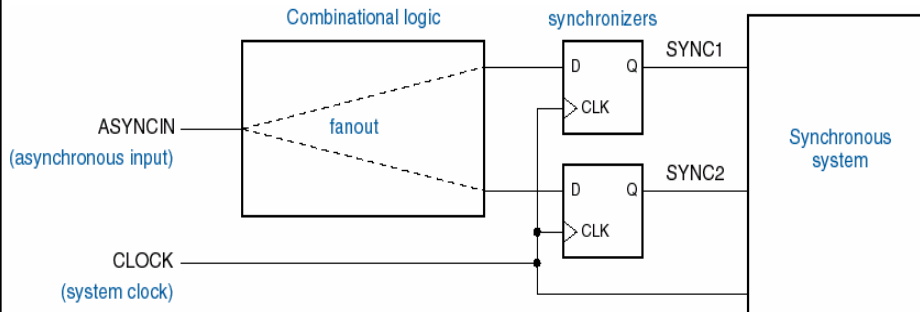 Combinational logic
synchronizers
SYNC1
D Q
CLK
ASYNCIN
(asynchronous input)
fanout
Synchronous
system
SYNC2
D Q
CLK
CLOCK
(system clock)